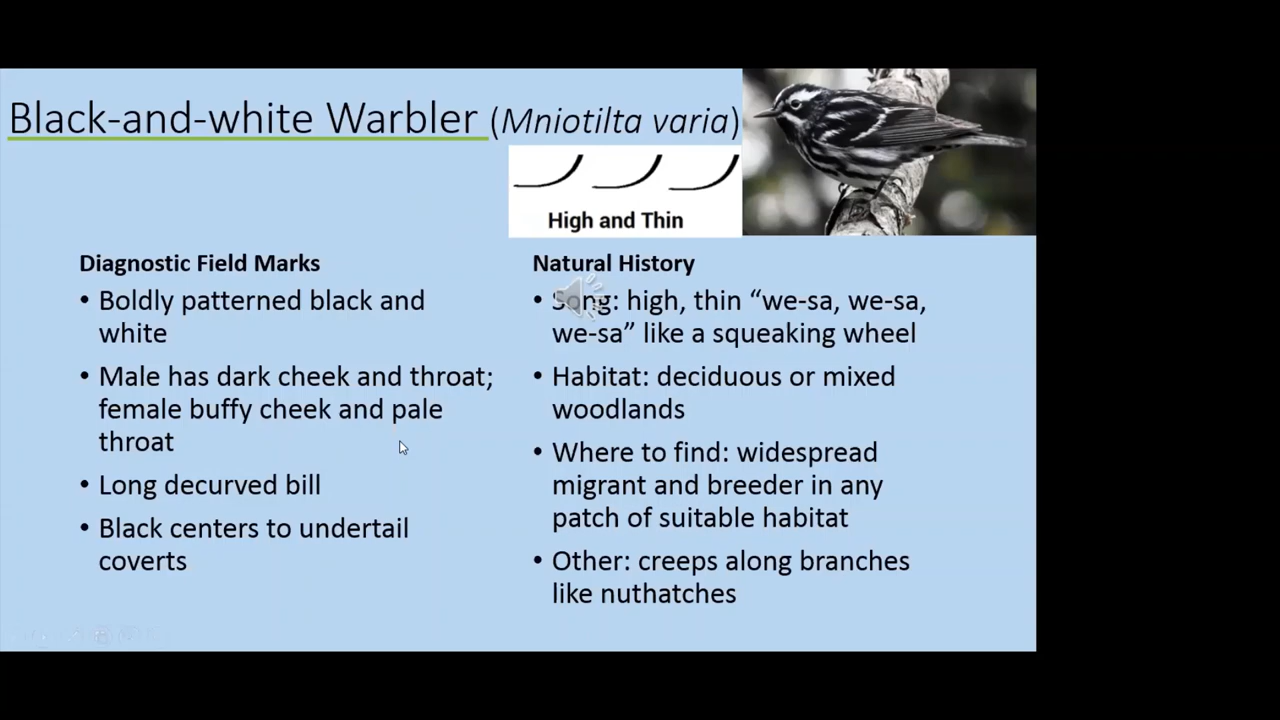 Black-and-white Warbler (Mniotilta varia)
High and Thin
Diagnostic Field Marks
• Boldly patterned black and
white
• Male has dark cheek and throat;
female buffy cheek and pale
throat
• Long decurved bill
• Black centers to undertail
coverts
Natural History
• Song: high, thin “we-sa, we-sa,
we-sa” like a squeaking wheel
• Habitat: deciduous or mixed
woodlands
• Where to find: widespread
migrant and breeder in any
patch of suitable habitat
• Other: creeps along branches
like nuthatches